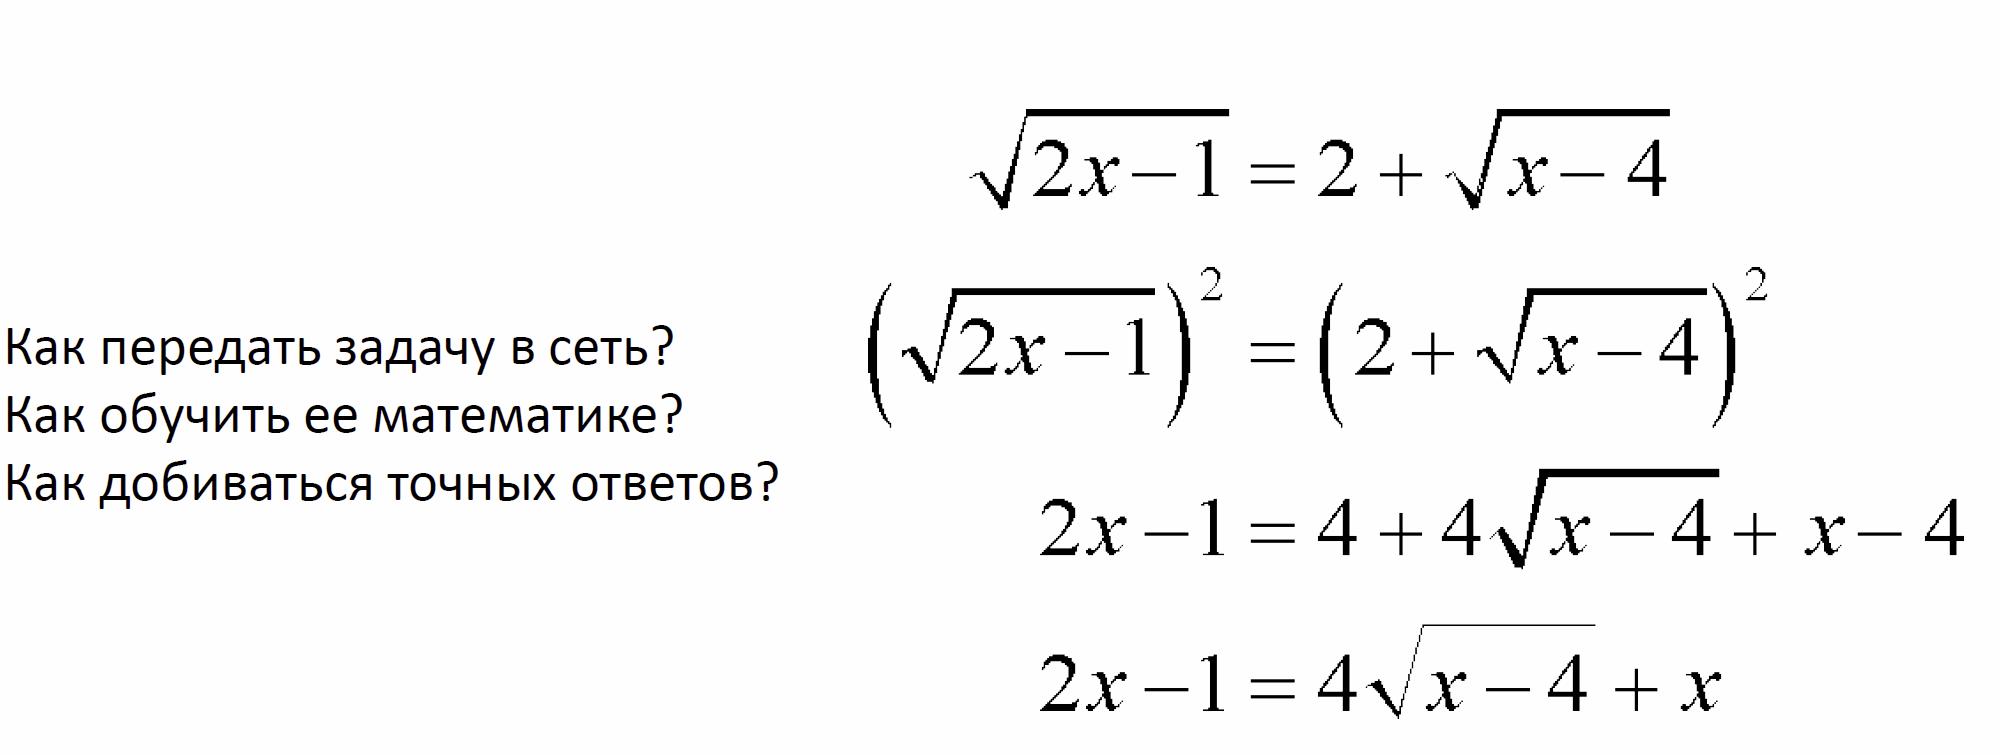 Как передать задачу в сеть?
Как обучить ее математике?
Как добиваться точных ответов?
√(2x − 1) = 2 + √(x − 4)
(√(2x − 1))² = (2 + √(x − 4))²
2x − 1 = 4 + 4√(x − 4) + x − 4
2x − 1 = 4√(x − 4) + x